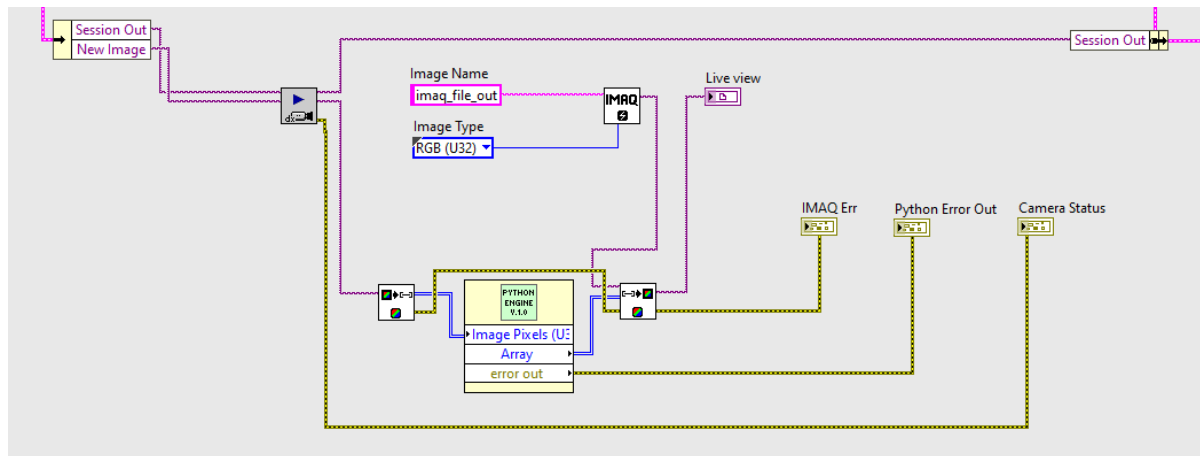 Session Out
New Image
Session Out
Image Name
imaq_file_out
Live view
IMAQ
Image Type
RGB (U32)
dx
IMAQ Err
Python Error Out
Camera Status
PYTHON
ENGINE
V.1.0
Image Pixels (U3
Array
error out